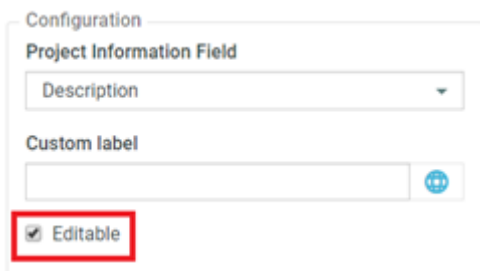 Configuration
Project Information Field
Description
Custom label
Editable